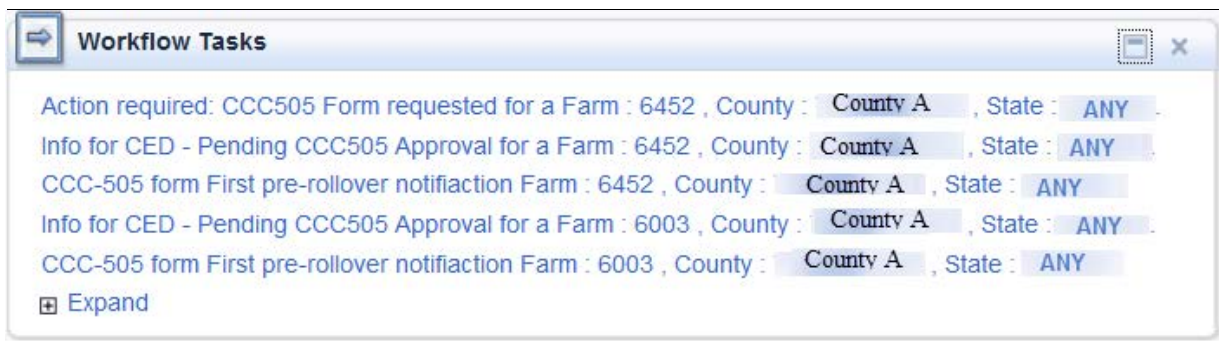 Workflow Tasks
Action required: CCC505 Form requested for a Farm : 6452 , County : County A , State : ANY .
Info for CED - Pending CCC505 Approval for a Farm : 6452 , County : County A , State : ANY .
CCC-505 form First pre-rollover notifiaction Farm : 6452 , County : County A , State : ANY
Info for CED - Pending CCC505 Approval for a Farm : 6003 , County : County A , State : ANY .
CCC-505 form First pre-rollover notifiaction Farm : 6003 , County : County A , State : ANY
Expand